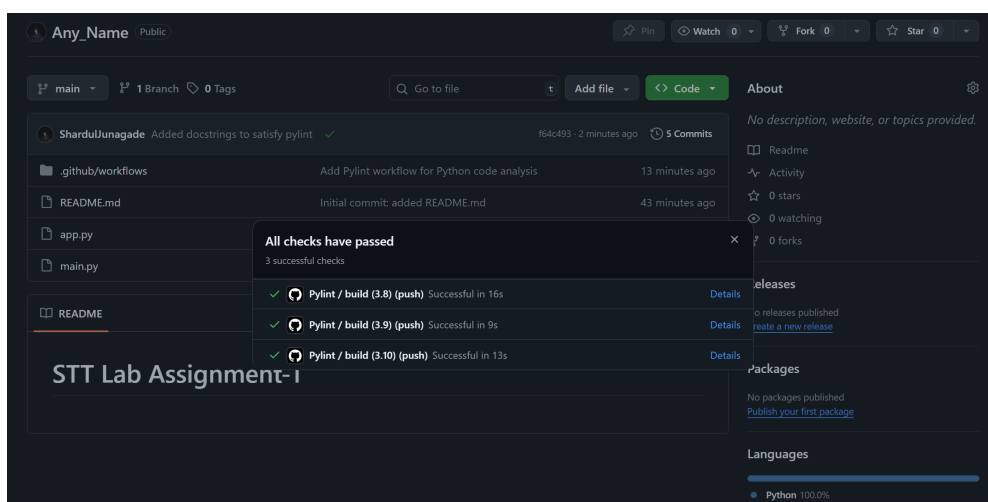 Any_Name Public
Pin
Watch 0
Fork 0
Star 0
main
1 Branch
0 Tags
Go to file
t
Add file
<> Code
ShardulJunagade Added docstrings to satisfy pylint
f64c493 · 2 minutes ago
5 Commits
.github/workflows
Add Pylint workflow for Python code analysis
13 minutes ago
README.md
Initial commit: added README.md
43 minutes ago
app.py
main.py
All checks have passed
3 successful checks
Pylint / build (3.8) (push) Successful in 16s
Details
Pylint / build (3.9) (push) Successful in 9s
Details
Pylint / build (3.10) (push) Successful in 13s
Details
README
STT Lab Assignment-1
About
No description, website, or topics provided.
Readme
Activity
0 stars
0 watching
0 forks
eleases
o releases published
reate a new release
Packages
No packages published
Publish your first package
Languages
Python 100.0%